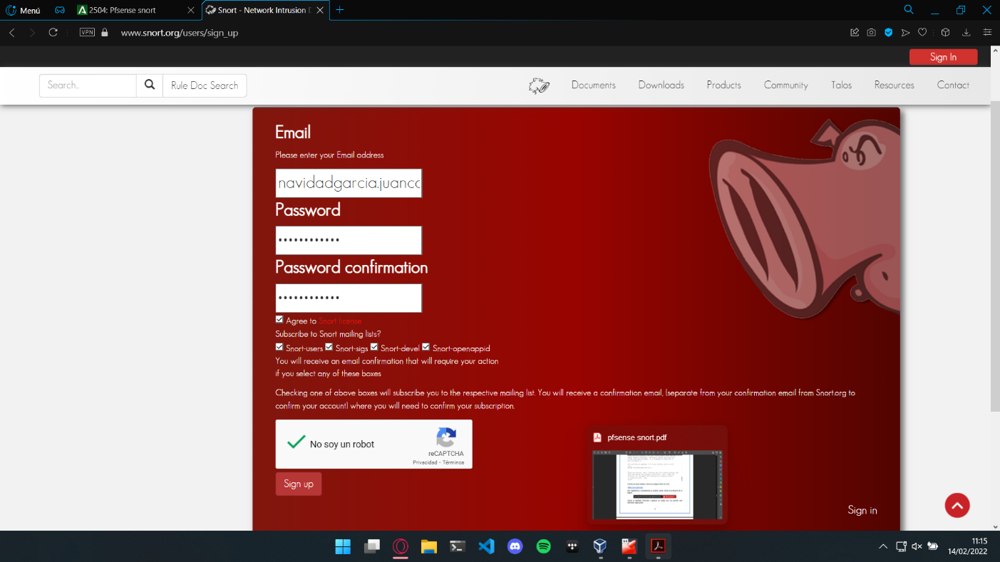 Menú
2504: Pfsense snort
Snort - Network Intrusion D
VPN
www.snort.org/users/sign_up
Sign In
Search..
Rule Doc Search
Documents
Downloads
Products
Community
Talos
Resources
Contact
Email
Please enter your Email address
navidadgarcia.juanco
Password
••••••••••••
Password confirmation
••••••••••••
Agree to Snort license
Subscribe to Snort mailing lists?
Snort-users Snort-sigs Snort-devel Snort-openappid
You will receive an email confirmation that will require your action
if you select any of these boxes
Checking one of above boxes will subscribe you to the respective mailing list. You will receive a confirmation email, (separate from your confirmation email from Snort.org to
confirm your account) where you will need to confirm your subscription.
No soy un robot
reCAPTCHA
Privacidad - Términos
pfsense snort.pdf
Sign up
Sign in
11:15
14/02/2022